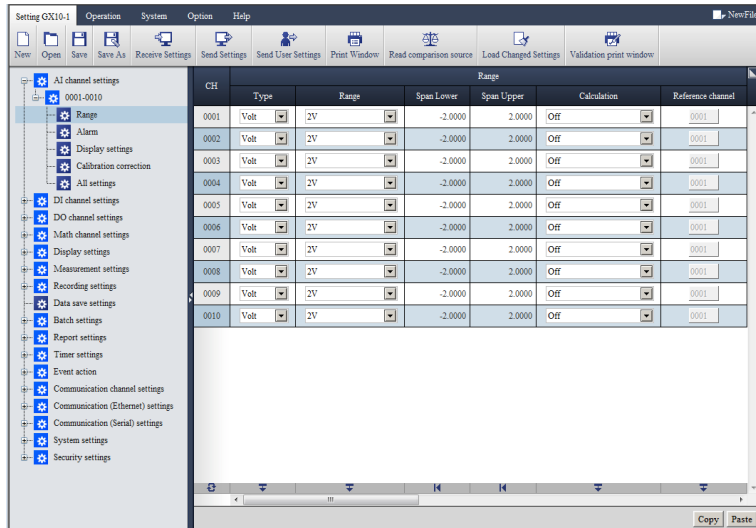 Setting GX10-1 Operation System Option Help NewFile
New Open Save Save As Receive Settings Send Settings Send User Settings Print Window Read comparison source Load Changed Settings Validation print window
AI channel settings
0001-0010
Range
Alarm
Display settings
Calibration correction
All settings
DI channel settings
DO channel settings
Math channel settings
Display settings
Measurement settings
Recording settings
Data save settings
Batch settings
Report settings
Timer settings
Event action
Communication channel settings
Communication (Ethernet) settings
Communication (Serial) settings
System settings
Security settings
CH Range
Type Range Span Lower Span Upper Calculation Reference channel
0001 Volt 2V -2.0000 2.0000 Off 0001
0002 Volt 2V -2.0000 2.0000 Off 0001
0003 Volt 2V -2.0000 2.0000 Off 0001
0004 Volt 2V -2.0000 2.0000 Off 0001
0005 Volt 2V -2.0000 2.0000 Off 0001
0006 Volt 2V -2.0000 2.0000 Off 0001
0007 Volt 2V -2.0000 2.0000 Off 0001
0008 Volt 2V -2.0000 2.0000 Off 0001
0009 Volt 2V -2.0000 2.0000 Off 0001
0010 Volt 2V -2.0000 2.0000 Off 0001
Copy Paste